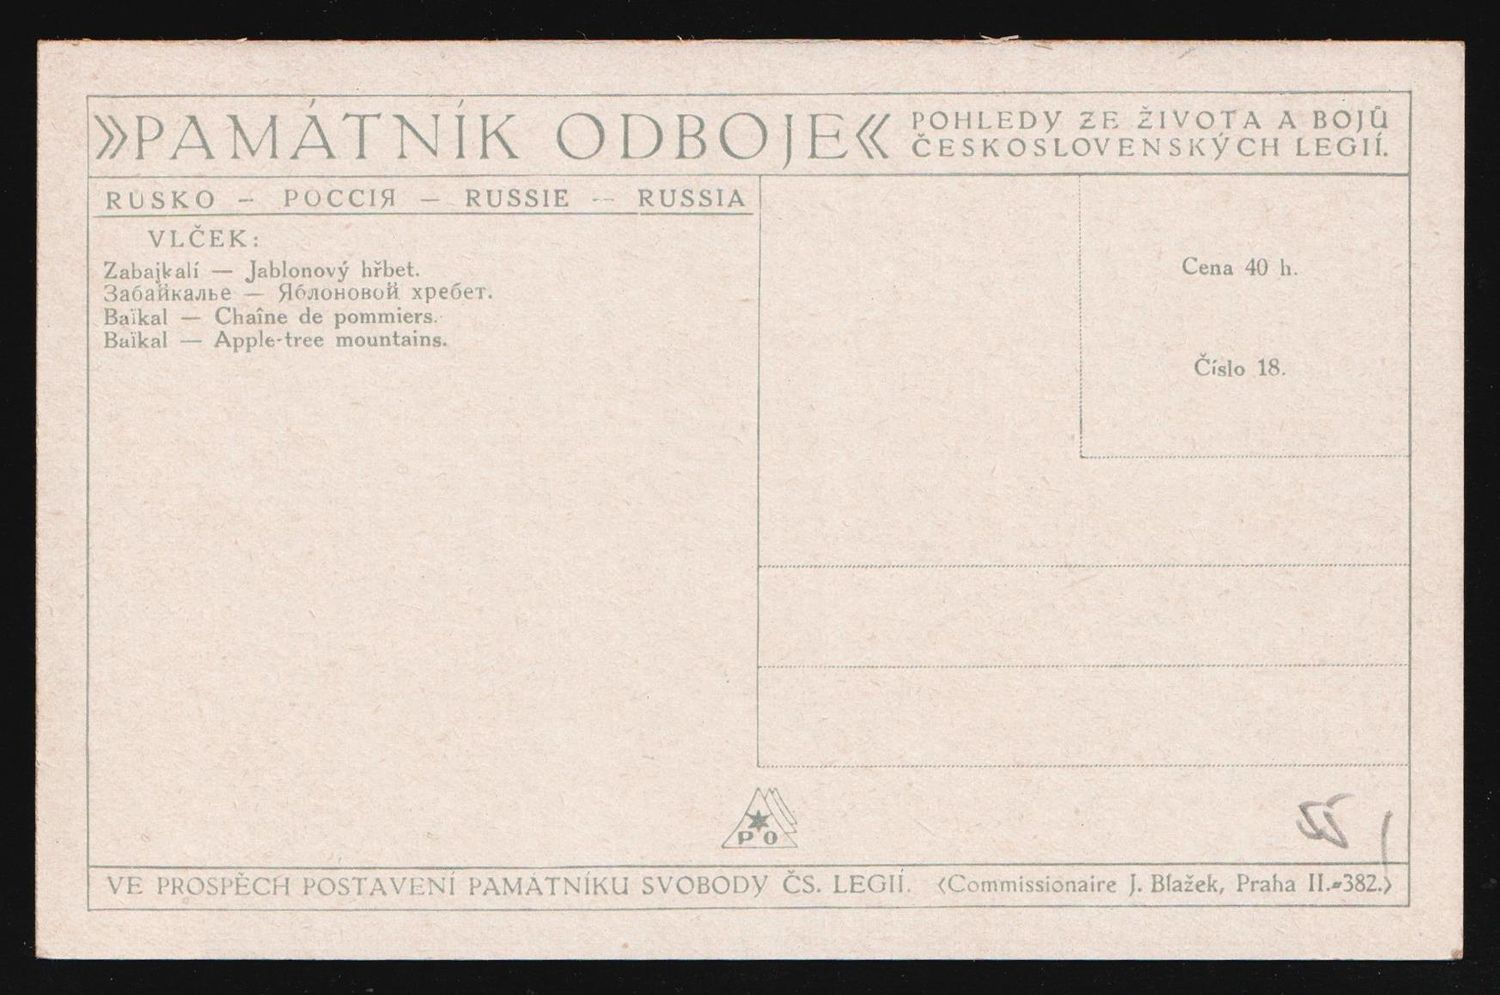 »PAMÁTNÍK ODBOJE«
POHLEDY ZE ŽIVOTA A BOJŮ
ČESKOSLOVENSKÝCH LEGIÍ.
RUSKO – РОССІЯ – RUSSIE – RUSSIA
VLČEK:
Zabajkalí — Jablonový hřbet.
Забайкалье — Яблоновой хребет.
Baïkal — Chaîne de pommiers.
Baïkal — Apple-tree mountains.
Cena 40 h.
Číslo 18.
PO
VE PROSPĚCH POSTAVENÍ PAMÁTNÍKU SVOBODY ČS. LEGIÍ. (Commissionaire J. Blažek, Praha II.-382.)